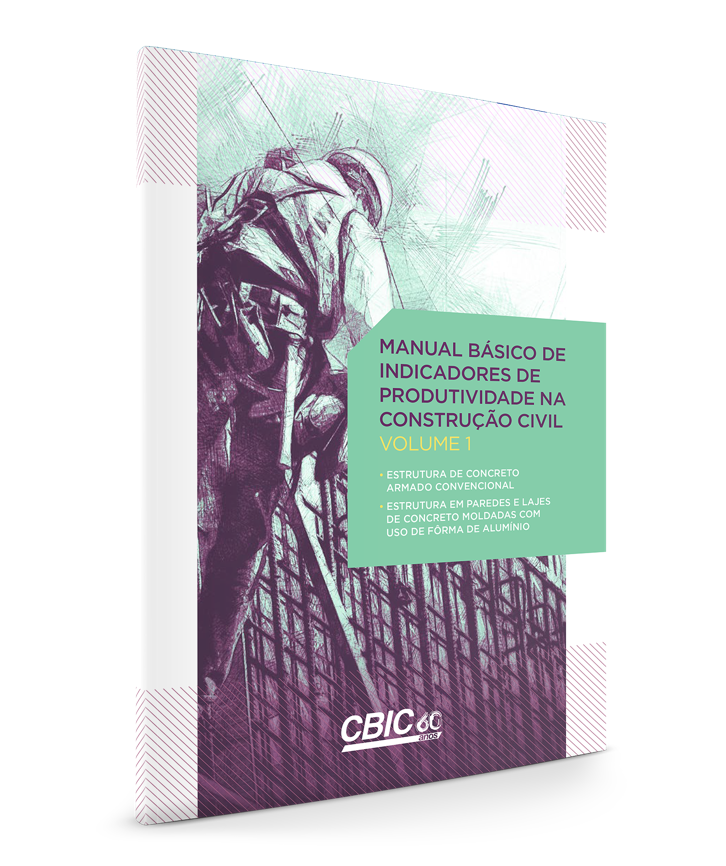 MANUAL BÁSICO DE
INDICADORES DE
PRODUTIVIDADE NA
CONSTRUÇÃO CIVIL
VOLUME 1
• ESTRUTURA DE CONCRETO
ARMADO CONVENCIONAL
• ESTRUTURA EM PAREDES E LAJES
DE CONCRETO MOLDADAS COM
USO DE FÔRMA DE ALUMÍNIO
CBIC 60
anos